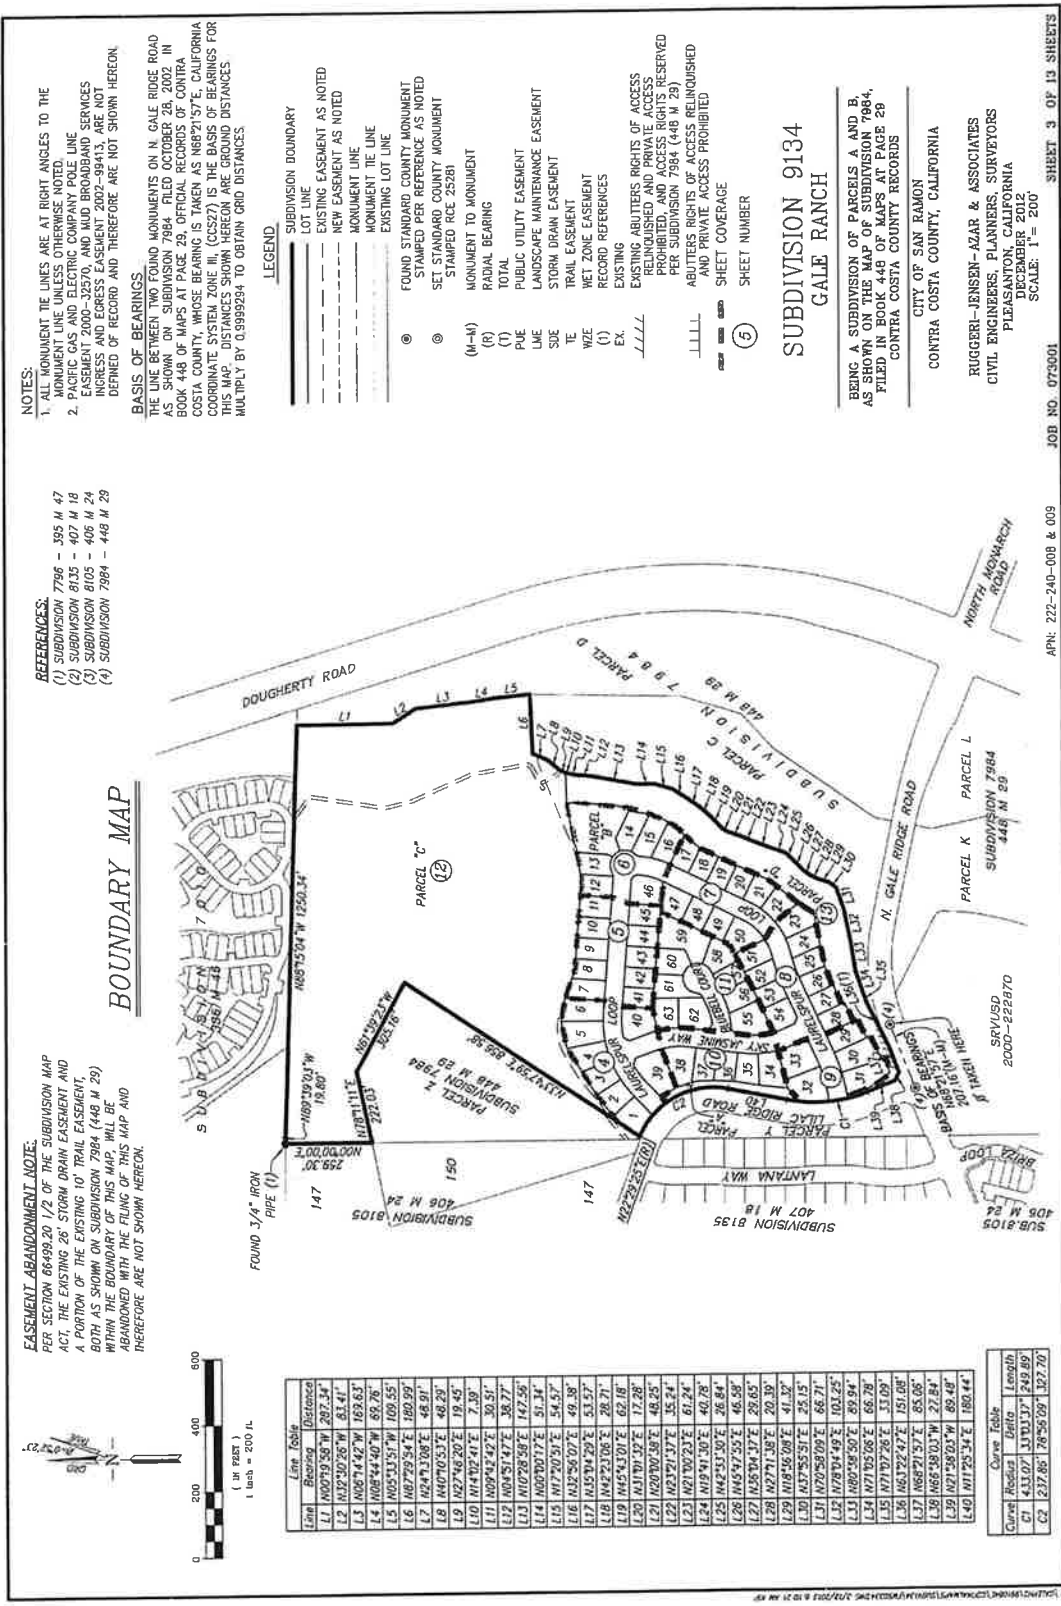 EASEMENT ABANDONMENT NOTE:
PER SECTION 66499.20 1/2 OF THE SUBDIVISION MAP
ACT, THE EXISTING 26' STORM DRAIN EASEMENT AND
A PORTION OF THE EXISTING 10' TRAIL EASEMENT,
BOTH AS SHOWN ON SUBDIVISION 7984 (448 M 29)
WITHIN THE BOUNDARY OF THIS MAP, WILL BE
ABANDONED WITH THE FILING OF THIS MAP AND
THEREFORE ARE NOT SHOWN HEREON.
BOUNDARY MAP
REFERENCES:
(1) SUBDIVISION 7796 - 395 M 47
(2) SUBDIVISION 8135 - 407 M 18
(3) SUBDIVISION 8105 - 406 M 24
(4) SUBDIVISION 7984 - 448 M 29
NOTES:
1. ALL MONUMENT TIE LINES ARE AT RIGHT ANGLES TO THE
MONUMENT LINE UNLESS OTHERWISE NOTED.
2. PACIFIC GAS AND ELECTRIC COMPANY POLE LINE
EASEMENT 2000-32570, AND MUD BROADBAND SERVICES
INGRESS AND EGRESS EASEMENT 2002-99413, ARE NOT
DEFINED OF RECORD AND THEREFORE ARE NOT SHOWN HEREON.
BASIS OF BEARINGS
THE LINE BETWEEN TWO FOUND MONUMENTS ON N. GALE RIDGE ROAD
AS SHOWN ON SUBDIVISION 7984 FILED OCTOBER 28, 2002 IN
BOOK 448 OF MAPS AT PAGE 29, OFFICIAL RECORDS OF CONTRA
COSTA COUNTY, WHOSE BEARING IS TAKEN AS N68°21'57"E, CALIFORNIA
COORDINATE SYSTEM ZONE III, (CCS27) IS THE BASIS OF BEARINGS FOR
THIS MAP. DISTANCES SHOWN HEREON ARE GROUND DISTANCES.
MULTIPLY BY 0.9999294 TO OBTAIN GRID DISTANCES.
LEGEND
SUBDIVISION BOUNDARY
LOT LINE
EXISTING EASEMENT AS NOTED
NEW EASEMENT AS NOTED
MONUMENT LINE
MONUMENT TIE LINE
EXISTING LOT LINE
FOUND STANDARD COUNTY MONUMENT
STAMPED PER REFERENCE AS NOTED
SET STANDARD COUNTY MONUMENT
STAMPED RCE 25281
(M-M) MONUMENT TO MONUMENT
(R) RADIAL BEARING
(T) TOTAL
PUE PUBLIC UTILITY EASEMENT
LME LANDSCAPE MAINTENANCE EASEMENT
SDE STORM DRAIN EASEMENT
TE TRAIL EASEMENT
WZE WET ZONE EASEMENT
(1) RECORD REFERENCES
EX. EXISTING
EXISTING ABUTTERS RIGHTS OF ACCESS
RELINQUISHED AND PRIVATE ACCESS
PROHIBITED, AND ACCESS RIGHTS RESERVED
PER SUBDIVISION 7984 (448 M 29)
ABUTTERS RIGHTS OF ACCESS RELINQUISHED
AND PRIVATE ACCESS PROHIBITED
SHEET COVERAGE
5 SHEET NUMBER
SUBDIVISION 9134
GALE RANCH
BEING A SUBDIVISION OF PARCELS A AND B,
AS SHOWN ON THE MAP OF SUBDIVISION 7984,
FILED IN BOOK 448 OF MAPS AT PAGE 29
CONTRA COSTA COUNTY RECORDS
CITY OF SAN RAMON
CONTRA COSTA COUNTY, CALIFORNIA
RUGGERI-JENSEN-AZAR & ASSOCIATES
CIVIL ENGINEERS, PLANNERS, SURVEYORS
PLEASANTON, CALIFORNIA
DECEMBER 2012
SCALE: 1"= 200'
APN: 222-240-008 & 009
JOB NO. 073001
SHEET 3 OF 13 SHEETS
0 200 400 600
( IN FEET )
1 inch = 200 ft.
FOUND 3/4" IRON
PIPE (1)
N89°39'03"W
19.80'
N88°15'04"W 1250.34'
259.30'
N00°00'00"E
N78°11'11"E
222.03'
N61°39'23"W
305.16'
N33°47'59"E 856.58'
PARCEL Z
SUBDIVISION 7984
448 M 29
PARCEL "C"
12
DOUGHERTY ROAD
147
150
SUBDIVISION 8105
406 M 24
147
N22°29'25"E(R)
SUBDIVISION 8135
407 M 18
LANTANA WAY
PARCEL Y
LILAC RIDGE ROAD
LAURELSPUR
LOOP
SKY JASMINE WAY
BLUEBELL COURT
PARCEL "B"
PARCEL "D"
PARCEL C
PARCEL D
SUBDIVISION 7984
448 M 29
NORTH MONARCH
ROAD
N. GALE RIDGE ROAD
PARCEL K PARCEL L
SUBDIVISION 7984
448 M 29
SRVUSD
2000-222870
BASIS OF BEARINGS
N68°21'57"E
207.16'(M-M)
TAKEN HERE
BRIZA LOOP
SUB.8105
406 M 24
Line Table
Line Bearing Distance
L1 N00°19'58"W 287.34'
L2 N32°30'26"W 83.41'
L3 N06°14'42"W 169.63'
L4 N08°44'40"W 69.76'
L5 N05°31'51"W 109.55'
L6 N87°29'54"E 180.99'
L7 N24°13'08"E 48.91'
L8 N40°10'53"E 48.29'
L9 N27°46'20"E 19.45'
L10 N14°02'41"E 7.39'
L11 N09°42'42"E 30.51'
L12 N05°51'47"E 38.77'
L13 N10°28'58"E 147.56'
L14 N00°00'17"E 51.34'
L15 N17°20'51"E 54.57'
L16 N32°56'07"E 49.38'
L17 N35°04'29"E 53.57'
L18 N42°23'06"E 28.71'
L19 N45°43'01"E 62.18'
L20 N31°01'32"E 17.28'
L21 N20°00'38"E 48.25'
L22 N23°21'37"E 35.24'
L23 N21°00'23"E 61.24'
L24 N19°41'30"E 40.78'
L25 N42°53'30"E 26.84'
L26 N45°47'55"E 46.58'
L27 N36°04'37"E 29.65'
L28 N27°11'38"E 20.39'
L29 N18°56'08"E 41.32'
L30 N37°55'51"E 25.15'
L31 N70°58'09"E 66.71'
L32 N78°04'49"E 103.25'
L33 N80°58'50"E 89.94'
L34 N71°05'06"E 66.78'
L35 N71°07'26"E 33.09'
L36 N63°22'47"E 151.08'
L37 N68°21'57"E 85.06'
L38 N66°38'03"W 27.84'
L39 N21°58'03"W 89.48'
L40 N11°25'34"E 180.44'
Curve Table
Curve Radius Delta Length
C1 433.07' 33°03'37" 249.89'
C2 237.86' 78°56'09" 327.70'